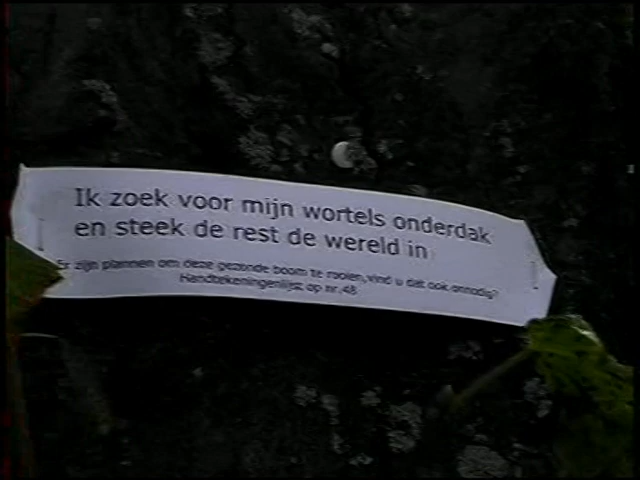 Ik zoek voor mijn wortels onderdak
en steek de rest de wereld in
Er zijn plannen om deze gezonde boom te rooien, vind u dat ook onnodig?
Handtekeningenlijst op nr. 48